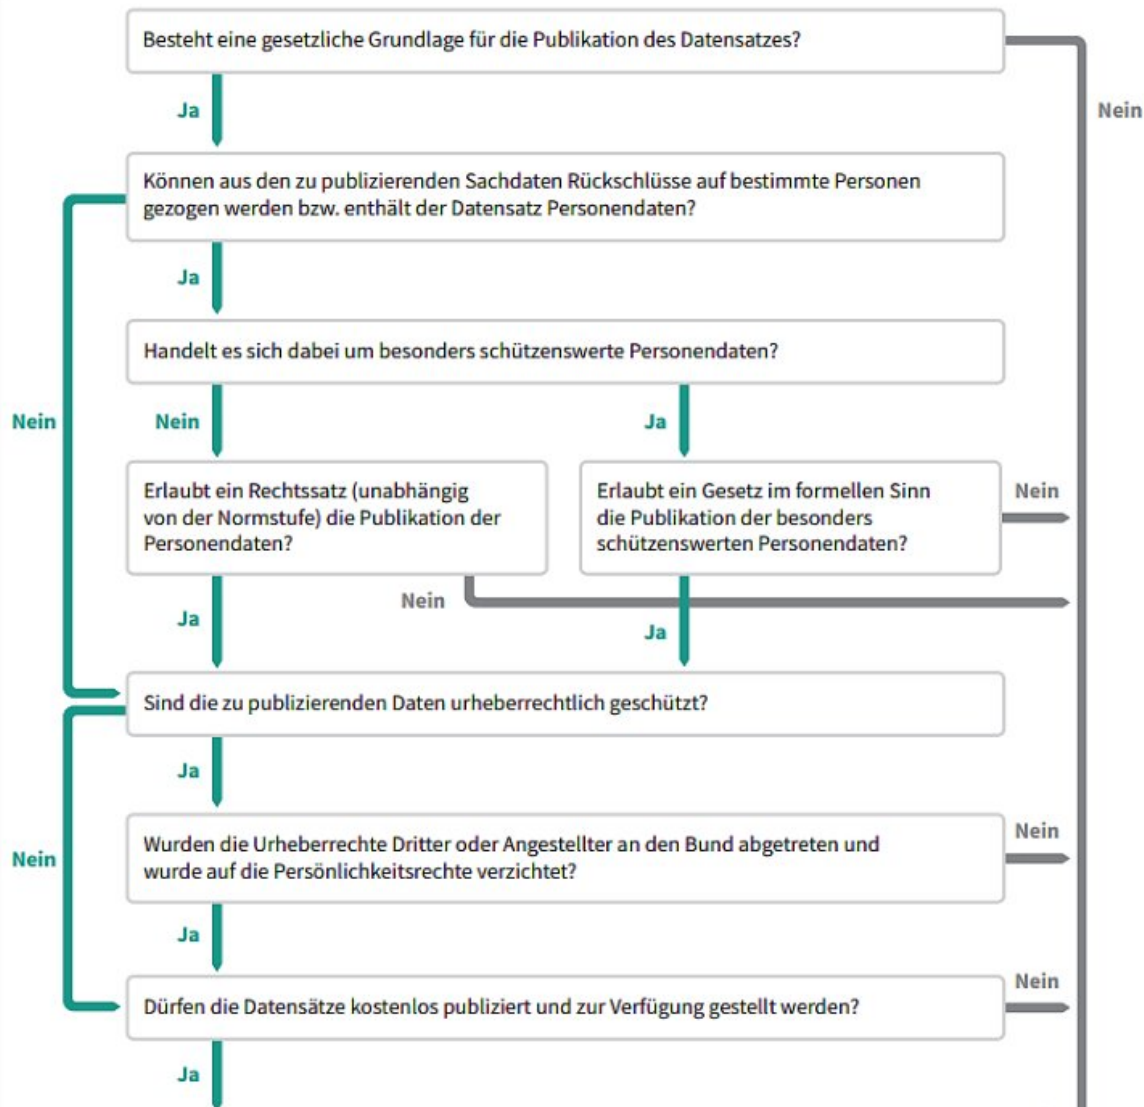 Besteht eine gesetzliche Grundlage für die Publikation des Datensatzes?
Ja
Nein
Können aus den zu publizierenden Sachdaten Rückschlüsse auf bestimmte Personen
gezogen werden bzw. enthält der Datensatz Personendaten?
Ja
Handelt es sich dabei um besonders schützenswerte Personendaten?
Nein
Nein
Ja
Erlaubt ein Rechtssatz (unabhängig
von der Normstufe) die Publikation der
Personendaten?
Erlaubt ein Gesetz im formellen Sinn
die Publikation der besonders
schützenswerten Personendaten?
Nein
Nein
Ja
Ja
Sind die zu publizierenden Daten urheberrechtlich geschützt?
Ja
Wurden die Urheberrechte Dritter oder Angestellter an den Bund abgetreten und
wurde auf die Persönlichkeitsrechte verzichtet?
Nein
Nein
Ja
Dürfen die Datensätze kostenlos publiziert und zur Verfügung gestellt werden?
Nein
Ja